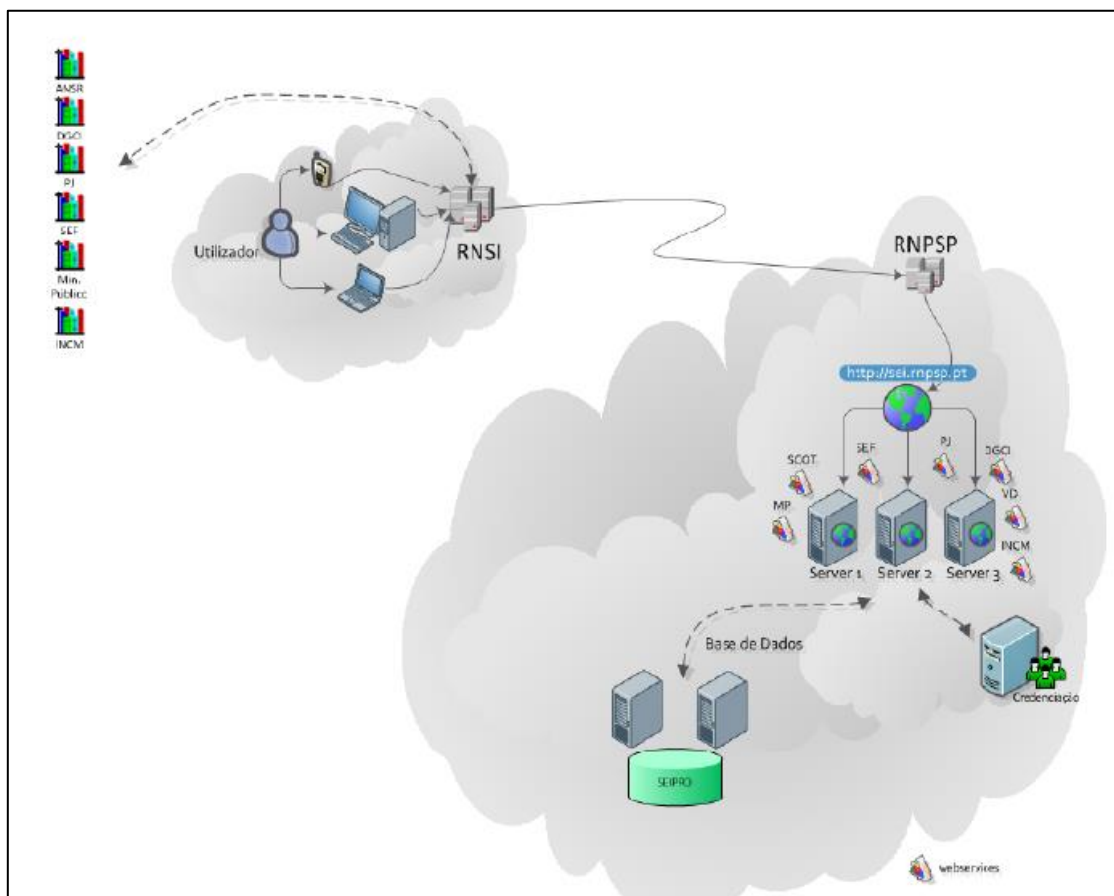 ANSR
DGCI
PJ
SEF
Min.
Público
INCM
Utilizador
RNSI
RNPSP
http://sei.rnpsp.pt
SCOT
SEF
PJ
DGCI
MP
VD
INCM
Server 1
Server 2
Server 3
Base de Dados
Credenciação
SEIPRO
webservices